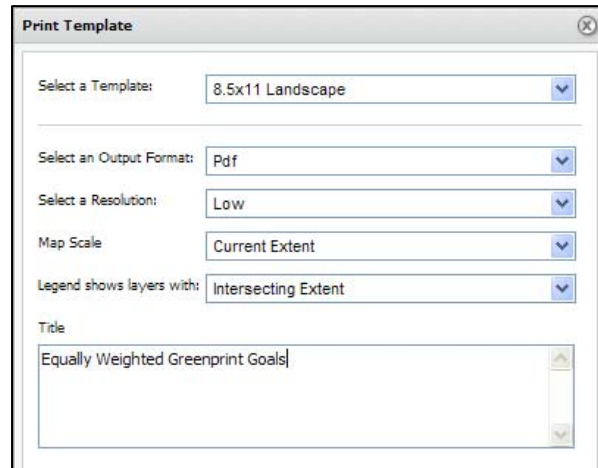 Print Template
Select a Template: 8.5x11 Landscape
Select an Output Format: Pdf
Select a Resolution: Low
Map Scale Current Extent
Legend shows layers with: Intersecting Extent
Title
Equally Weighted Greenprint Goals